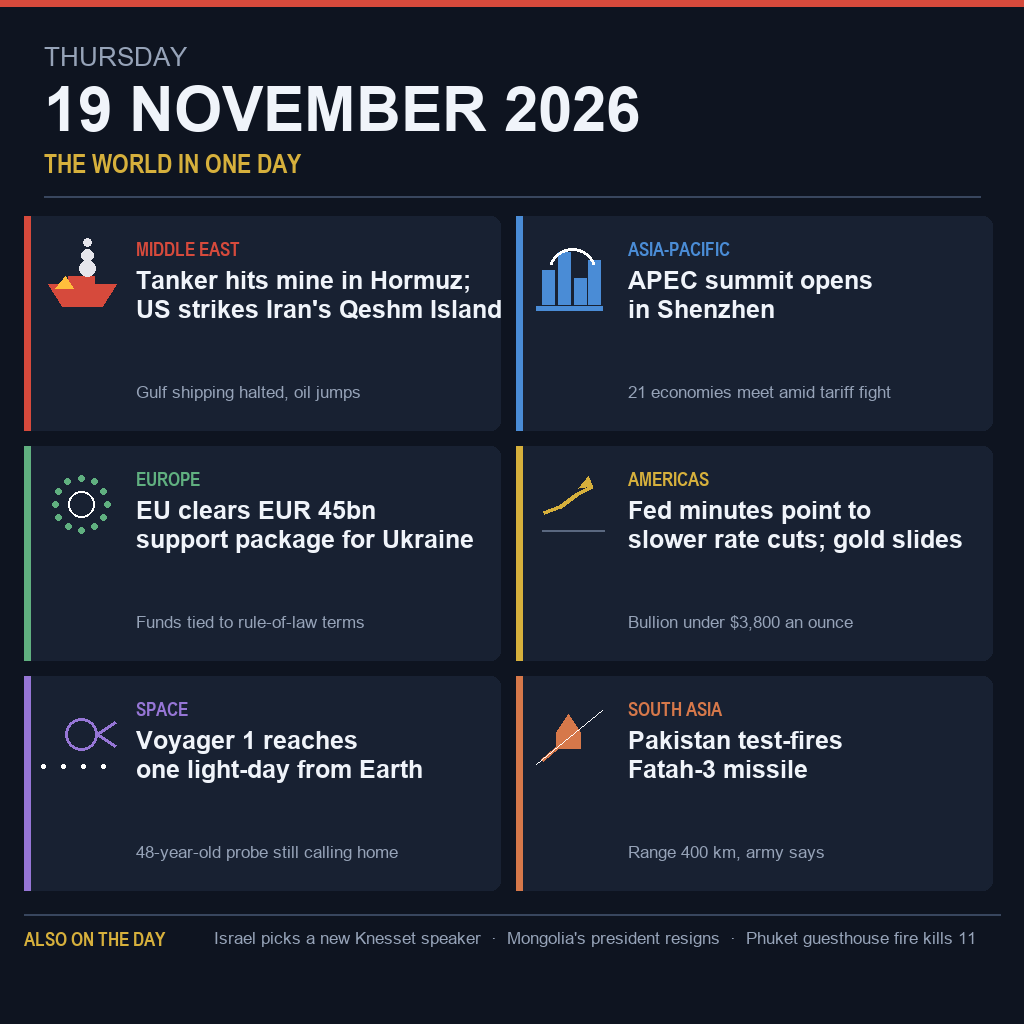 THURSDAY
19 NOVEMBER 2026
THE WORLD IN ONE DAY
MIDDLE EAST
Tanker hits mine in Hormuz;
US strikes Iran's Qeshm Island
Gulf shipping halted, oil jumps
ASIA-PACIFIC
APEC summit opens
in Shenzhen
21 economies meet amid tariff fight
EUROPE
EU clears EUR 45bn
support package for Ukraine
Funds tied to rule-of-law terms
AMERICAS
Fed minutes point to
slower rate cuts; gold slides
Bullion under $3,800 an ounce
SPACE
Voyager 1 reaches
one light-day from Earth
48-year-old probe still calling home
SOUTH ASIA
Pakistan test-fires
Fatah-3 missile
Range 400 km, army says
ALSO ON THE DAY
Israel picks a new Knesset speaker · Mongolia's president resigns · Phuket guesthouse fire kills 11